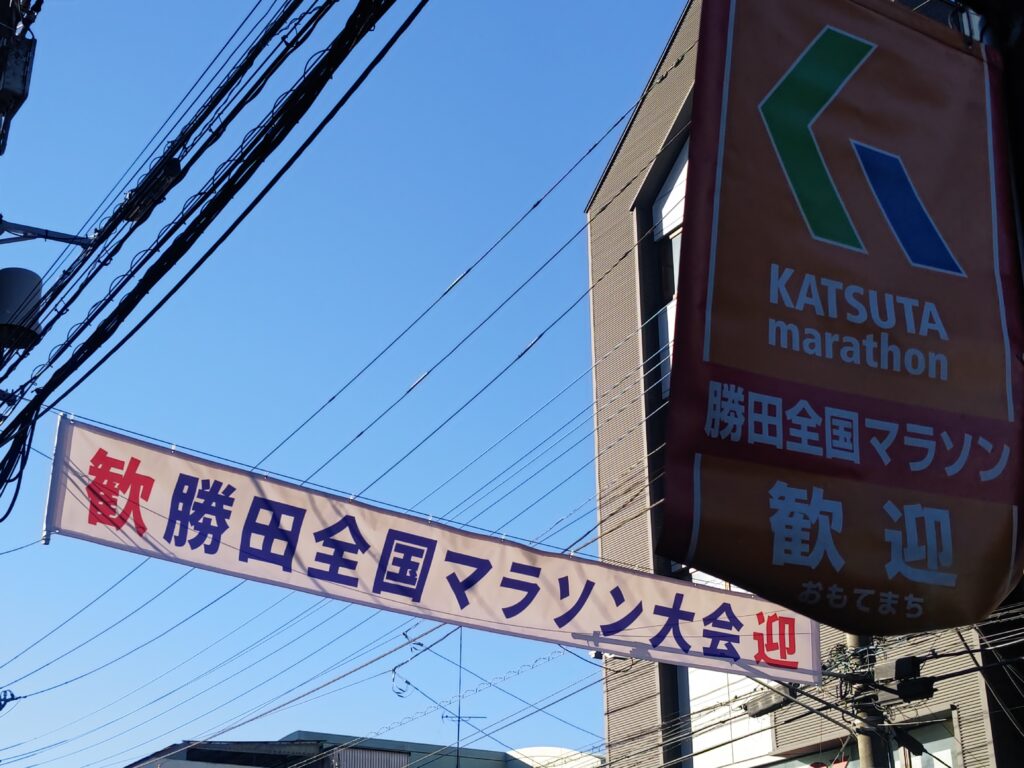 歓 勝田全国マラソン大会 迎
KATSUTA
marathon
勝田全国マラソン
歓迎
おもてまち